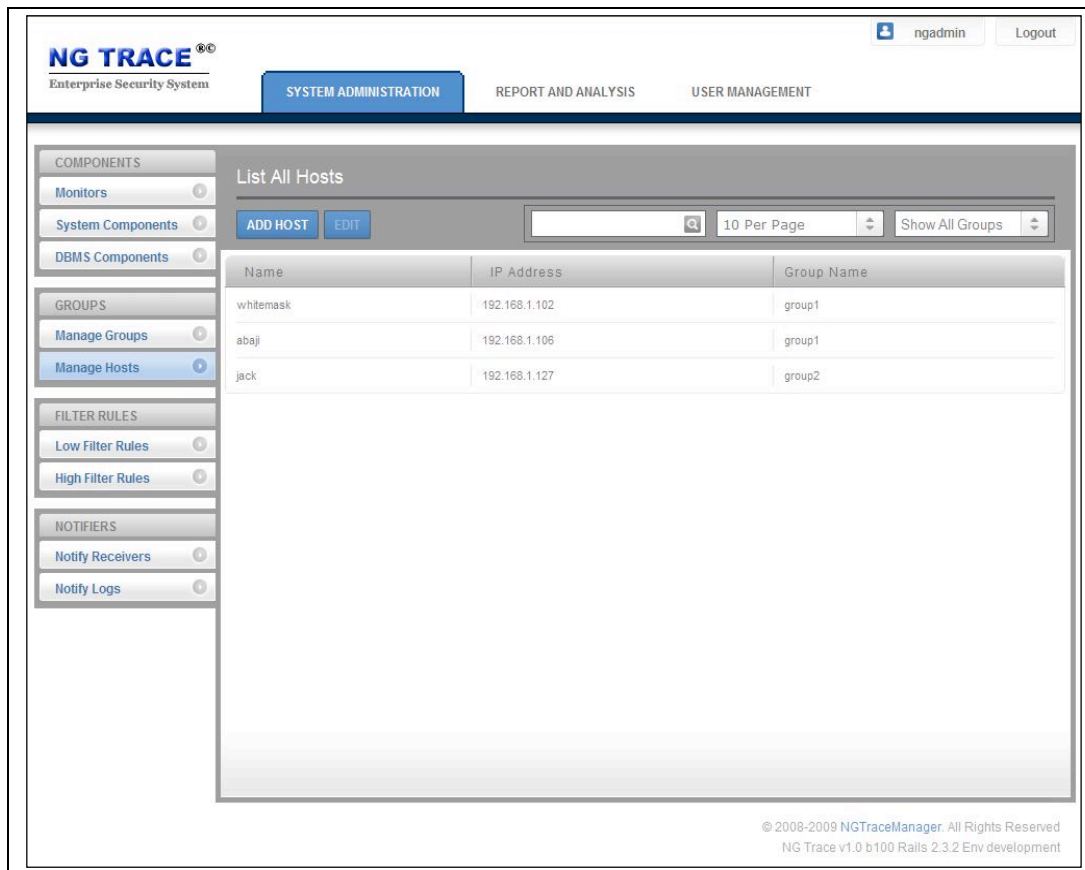 ngadmin Logout
NG TRACE ®©
Enterprise Security System
SYSTEM ADMINISTRATION REPORT AND ANALYSIS USER MANAGEMENT
COMPONENTS
Monitors
System Components
DBMS Components
GROUPS
Manage Groups
Manage Hosts
FILTER RULES
Low Filter Rules
High Filter Rules
NOTIFIERS
Notify Receivers
Notify Logs
List All Hosts
ADD HOST EDIT 10 Per Page Show All Groups
Name IP Address Group Name
whitemask 192.168.1.102 group1
abaji 192.168.1.106 group1
jack 192.168.1.127 group2
© 2008-2009 NGTraceManager. All Rights Reserved
NG Trace v1.0 b100 Rails 2.3.2 Env development